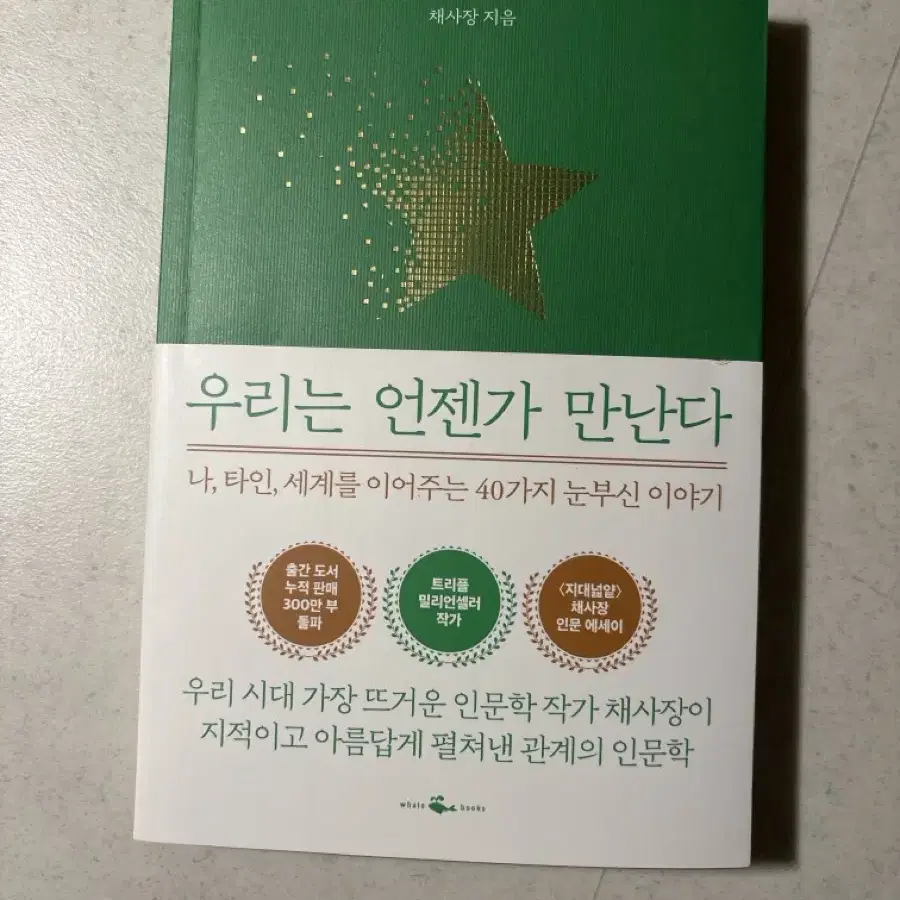 채사장 지음
우리는 언젠가 만난다
나, 타인, 세계를 이어주는 40가지 눈부신 이야기
출간 도서
누적 판매
300만 부
돌파
트리플
밀리언셀러
작가
〈지대넓얕〉
채사장
인문 에세이
우리 시대 가장 뜨거운 인문학 작가 채사장이
지적이고 아름답게 펼쳐낸 관계의 인문학
whale books